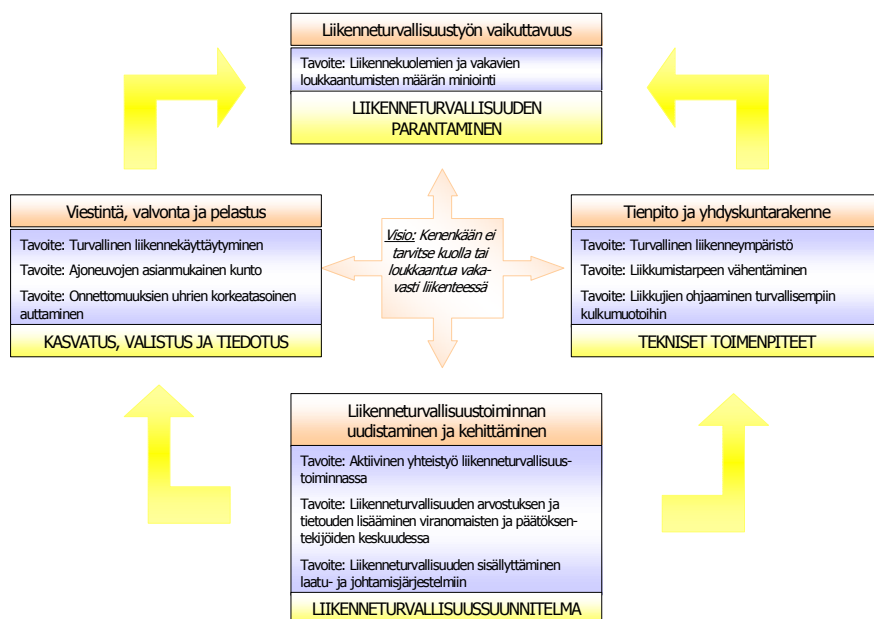 Liikenneturvallisuustyön vaikuttavuus
Tavoite: Liikennekuolemien ja vakavien
loukkaantumisten määrän miniointi
LIIKENNETURVALLISUUDEN
PARANTAMINEN
Viestintä, valvonta ja pelastus
Tavoite: Turvallinen liikennekäyttäytyminen
Tavoite: Ajoneuvojen asianmukainen kunto
Tavoite: Onnettomuuksien uhrien korkeatasoinen
auttaminen
KASVATUS, VALISTUS JA TIEDOTUS
Visio: Kenenkään ei
tarvitse kuolla tai
loukkaantua vaka-
vasti liikenteessä
Tienpito ja yhdyskuntarakenne
Tavoite: Turvallinen liikenneympäristö
Tavoite: Liikkumistarpeen vähentäminen
Tavoite: Liikkujien ohjaaminen turvallisempiin
kulkumuotoihin
TEKNISET TOIMENPITEET
Liikenneturvallisuustoiminnan
uudistaminen ja kehittäminen
Tavoite: Aktiivinen yhteistyö liikenneturvallisuus-
toiminnassa
Tavoite: Liikenneturvallisuuden arvostuksen ja
tietouden lisääminen viranomaisten ja päätöksen-
tekijöiden keskuudessa
Tavoite: Liikenneturvallisuuden sisällyttäminen
laatu- ja johtamisjärjestelmiin
LIIKENNETURVALLISUUSSUUNNITELMA